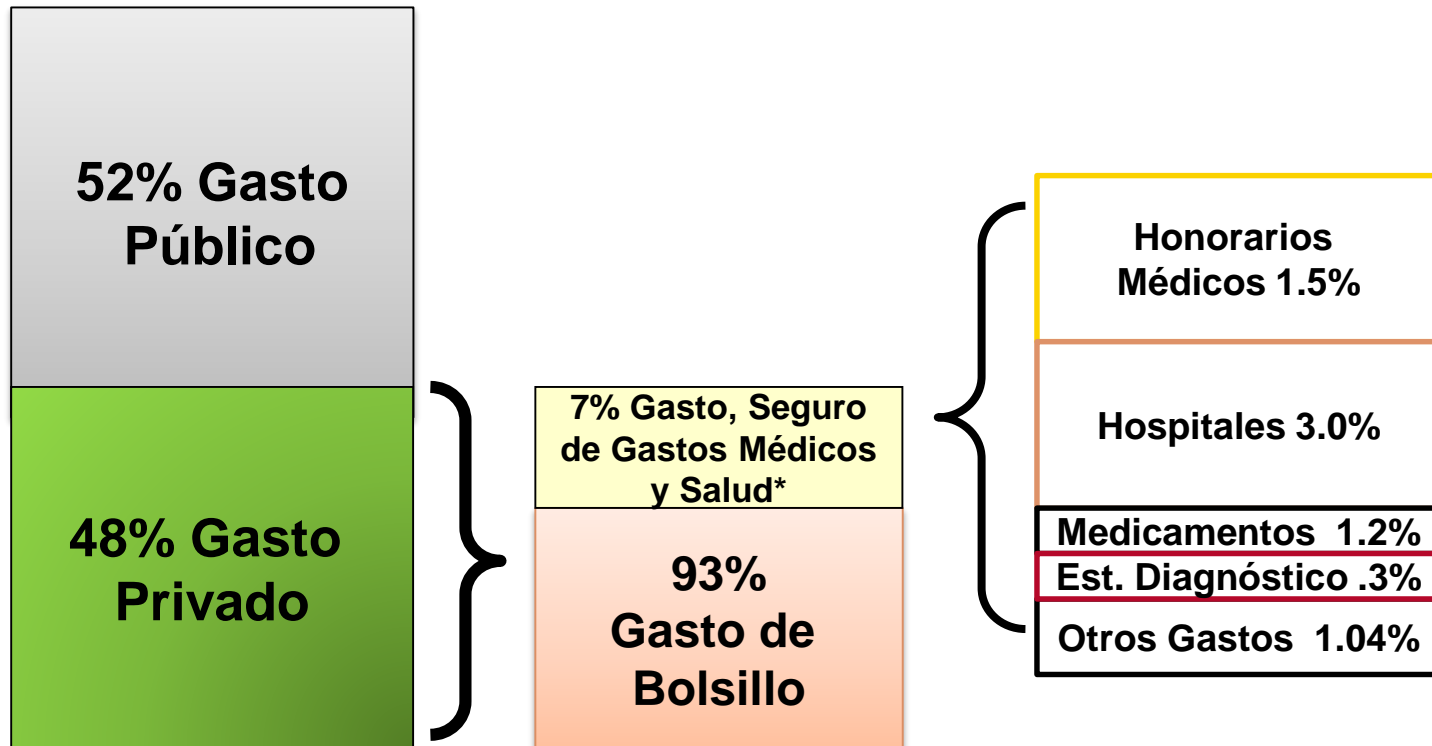 52% Gasto
Público
48% Gasto
Privado
7% Gasto, Seguro
de Gastos Médicos
y Salud*
93%
Gasto de
Bolsillo
Honorarios
Médicos 1.5%
Hospitales 3.0%
Medicamentos 1.2%
Est. Diagnóstico .3%
Otros Gastos 1.04%